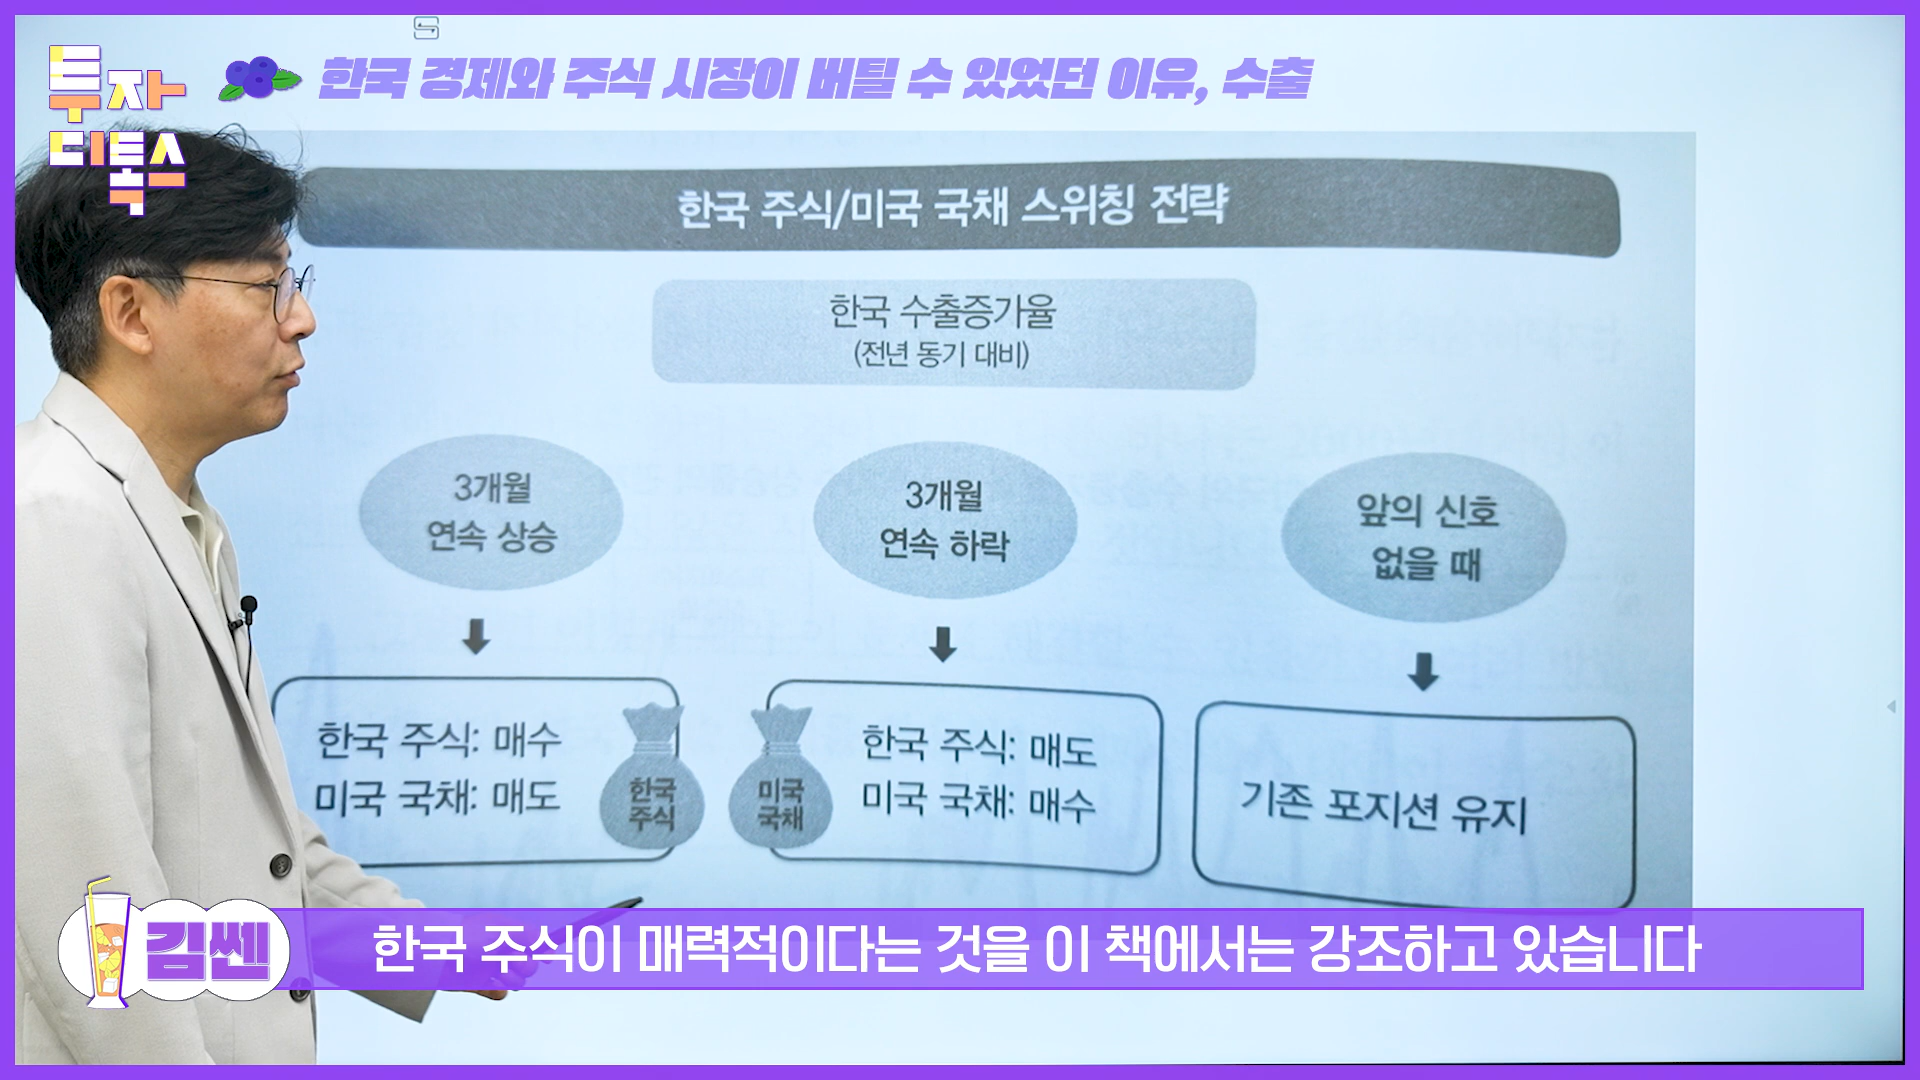 투자
디톡스
한국 경제와 주식 시장이 버틸 수 있었던 이유, 수출
한국 주식/미국 국채 스위칭 전략
한국 수출증가율
(전년 동기 대비)
3개월
연속 상승
3개월
연속 하락
앞의 신호
없을 때
한국 주식: 매수
미국 국채: 매도
한국
주식
미국
국채
한국 주식: 매도
미국 국채: 매수
기존 포지션 유지
김쎈
한국 주식이 매력적이다는 것을 이 책에서는 강조하고 있습니다